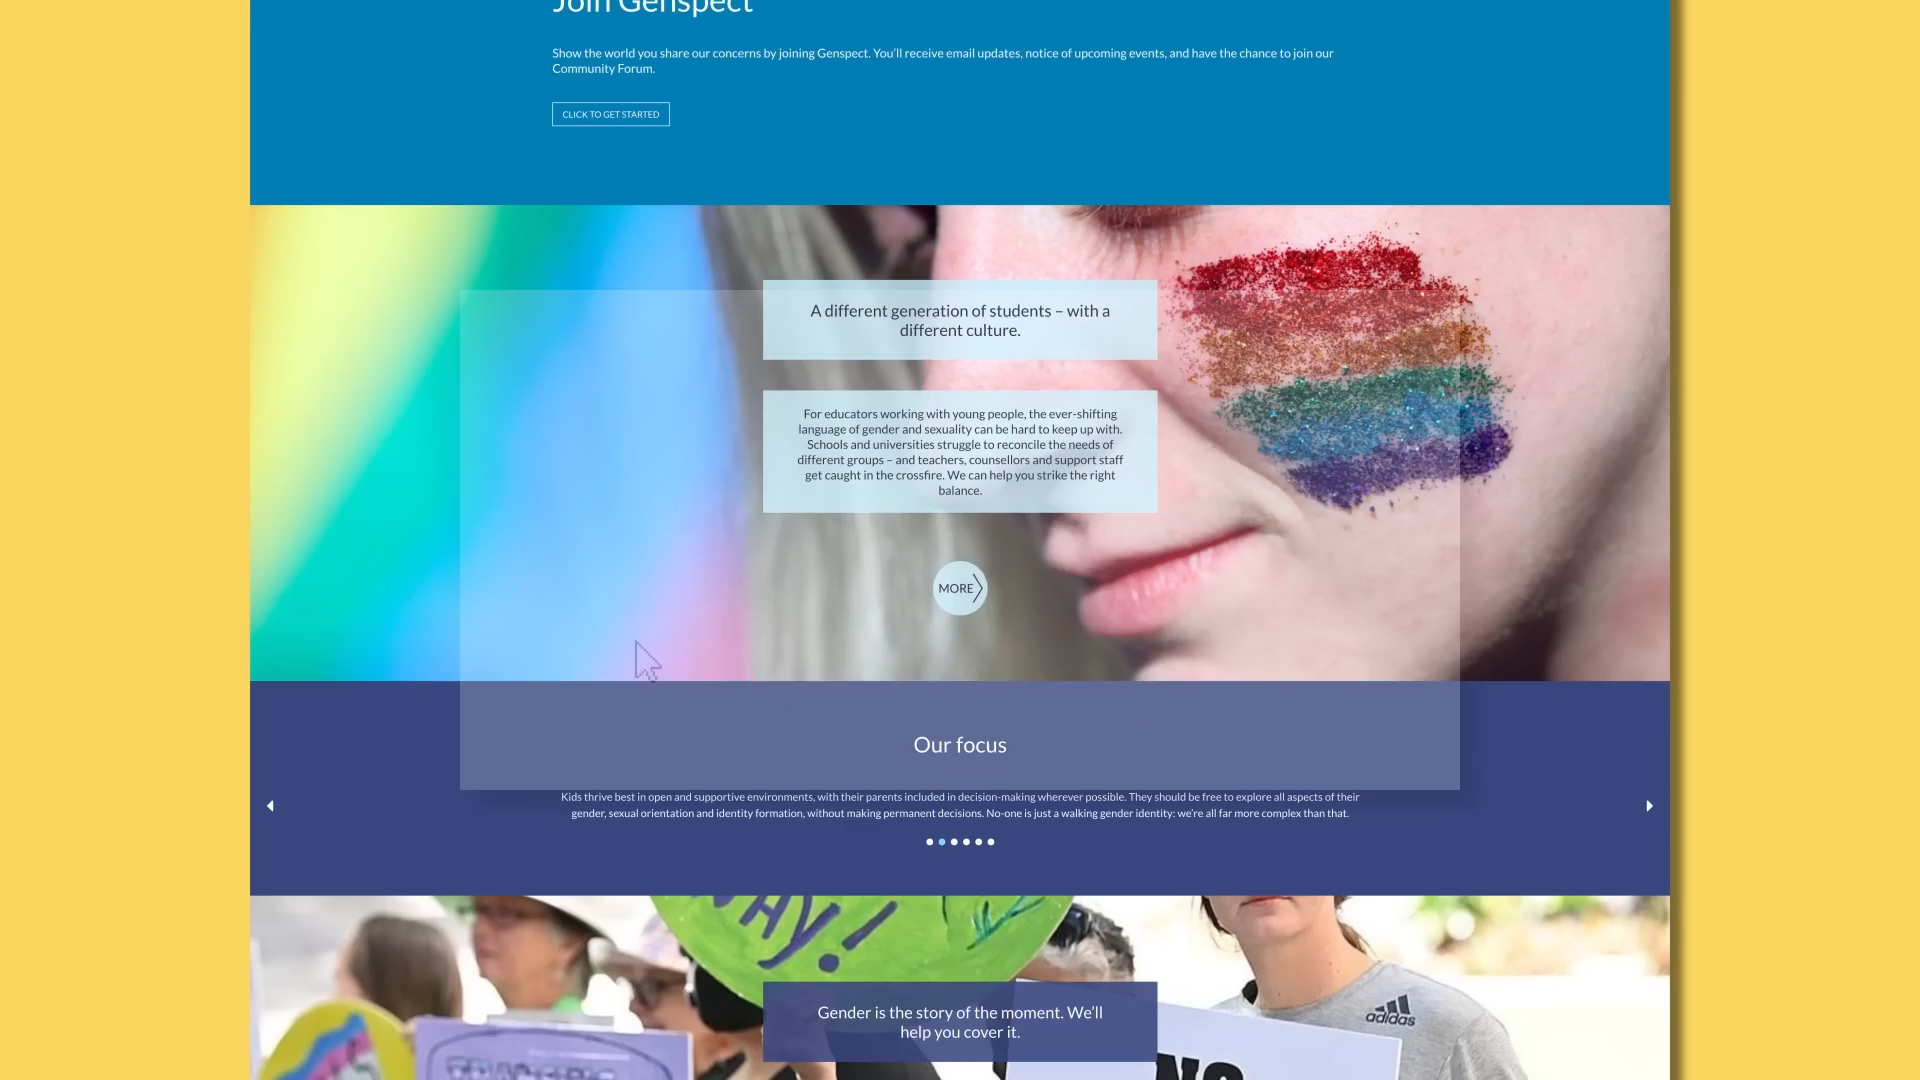 Join Genspect
Show the world you share our concerns by joining Genspect. You'll receive email updates, notice of upcoming events, and have the chance to join our
Community Forum.
CLICK TO GET STARTED
A different generation of students – with a
different culture.
For educators working with young people, the ever-shifting
language of gender and sexuality can be hard to keep up with.
Schools and universities struggle to reconcile the needs of
different groups – and teachers, counsellors and support staff
get caught in the crossfire. We can help you strike the right
balance.
MORE
Our focus
Kids thrive best in open and supportive environments, with their parents included in decision-making wherever possible. They should be free to explore all aspects of their
gender, sexual orientation and identity formation, without making permanent decisions. No-one is just a walking gender identity: we're all far more complex than that.
adidas
Gender is the story of the moment. We'll
help you cover it.